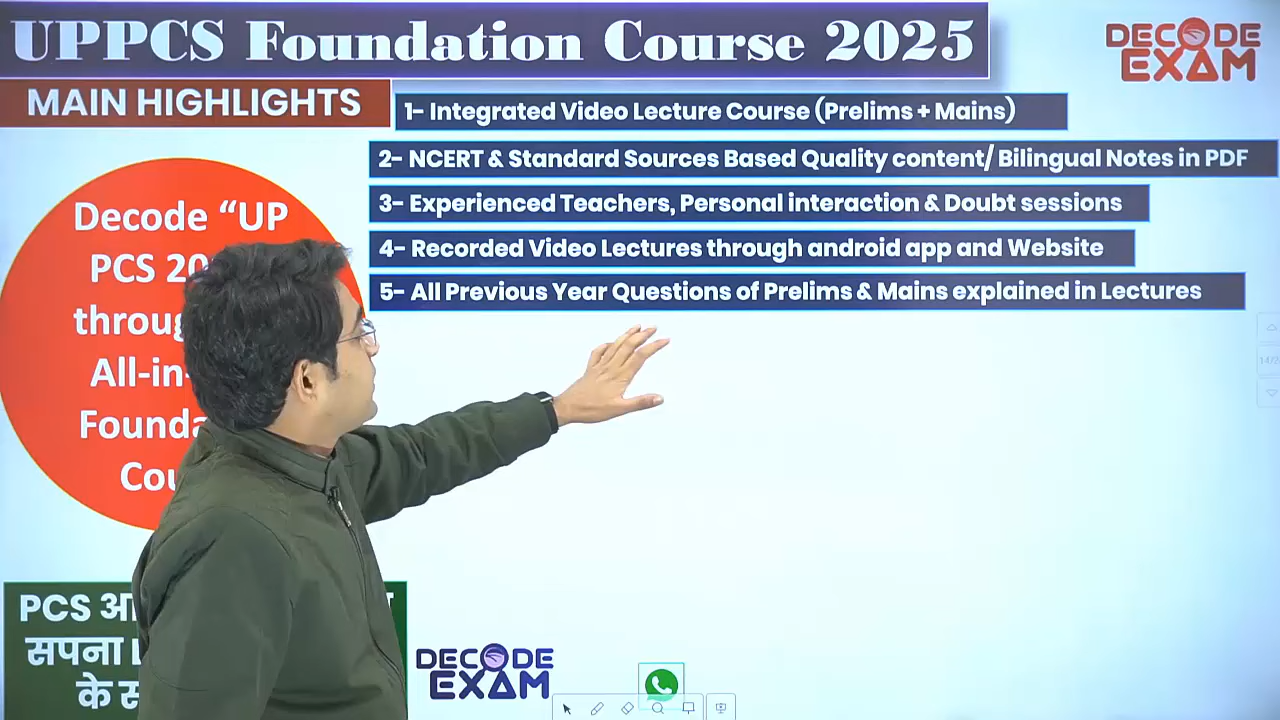 UPPCS Foundation Course 2025
DECODE
EXAM
MAIN HIGHLIGHTS
1- Integrated Video Lecture Course (Prelims + Mains)
2- NCERT & Standard Sources Based Quality content/ Bilingual Notes in PDF
3- Experienced Teachers, Personal interaction & Doubt sessions
4- Recorded Video Lectures through android app and Website
5- All Previous Year Questions of Prelims & Mains explained in Lectures
Decode “UP
PCS
All-in-
PCS
सपना
के
DECODE
EXAM